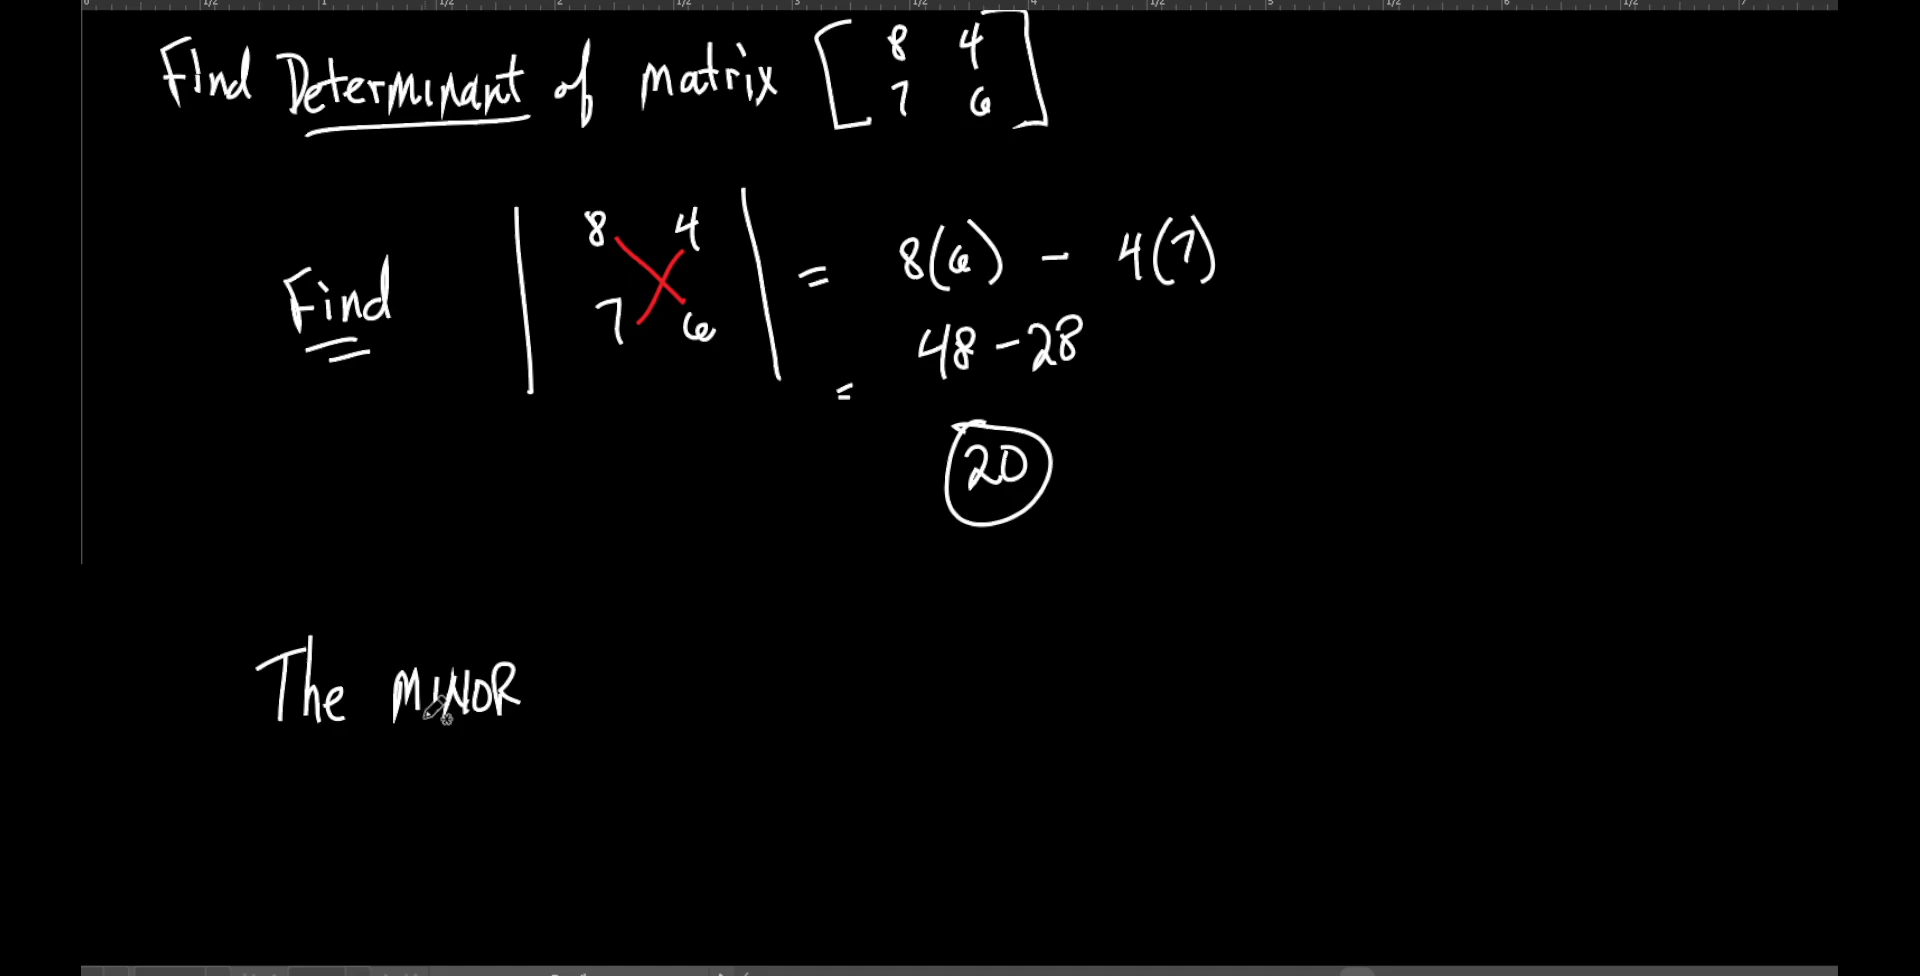 Find Determinant of matrix [8 4
7 6]
Find |8 4
7 6| = 8(6) - 4(7)
48 - 28
=
20
The MINOR